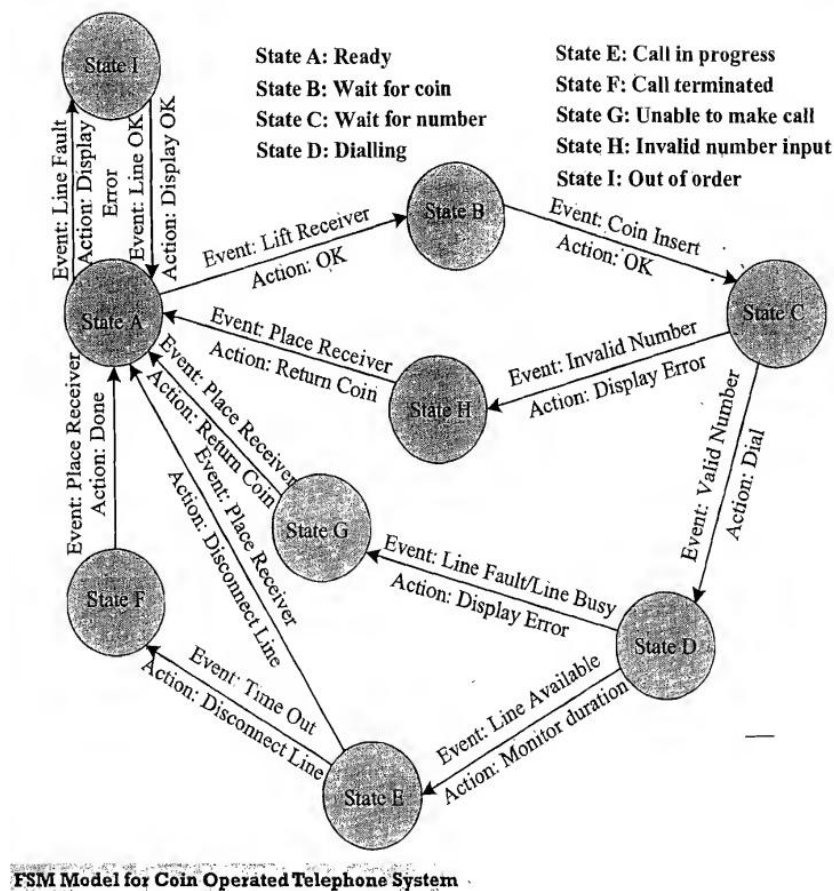 State I
State A: Ready
State B: Wait for coin
State C: Wait for number
State D: Dialling
State E: Call in progress
State F: Call terminated
State G: Unable to make call
State H: Invalid number input
State I: Out of order
Event: Line Fault
Action: Display
Error
Event: Line OK
Action: Display OK
State B
Event: Lift Receiver
Action: OK
Event: Coin Insert
Action: OK
State A
State C
Event: Place Receiver
Action: Return Coin
Event: Invalid Number
Action: Display Error
State H
Event: Place Receiver
Action: Return Coin
Event: Valid Number
Action: Dial
Event: Place Receiver
Action: Done
Event: Place Receiver
Action: Disconnect Line
State G
Event: Line Fault/Line Busy
Action: Display Error
State F
State D
Event: Time Out
Action: Disconnect Line
Event: Line Available
Action: Monitor duration
State E
FSM Model for Coin Operated Telephone System